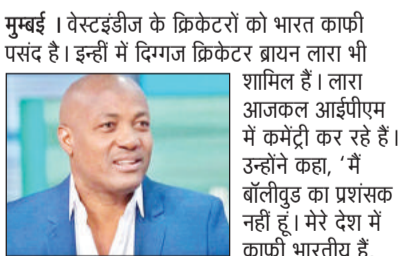 मुम्बई । वेस्टइंडीज के क्रिकेटरों को भारत काफी
पसंद है। इन्हीं में दिग्गज क्रिकेटर ब्रायन लारा भी
शामिल हैं। लारा
आजकल आईपीएम
में कमेंट्री कर रहे हैं।
उन्होंने कहा, ‘मैं
बॉलीवुड का प्रशंसक
नहीं हूं। मेरे देश में
काफी भारतीय हैं